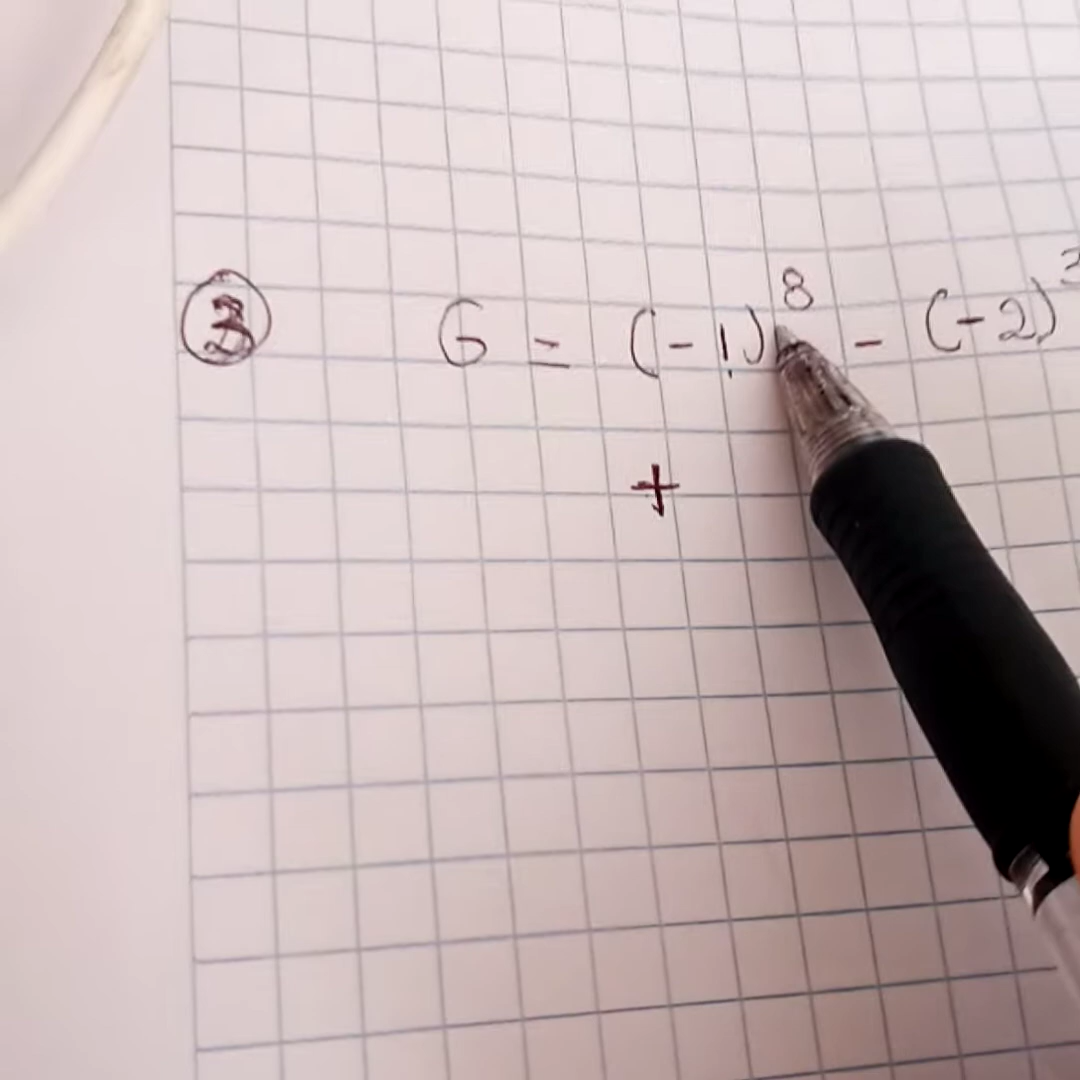 ③ G = (-1)⁸ - (-2)³
+